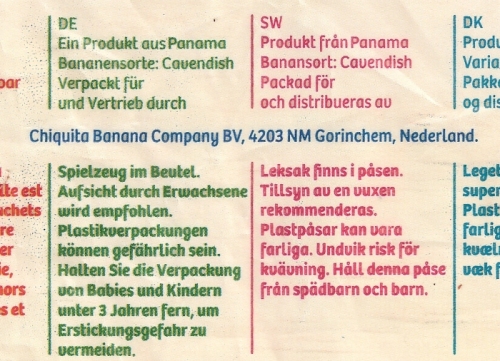 DE
Ein Produkt aus Panama
Bananensorte: Cavendish
Verpackt für
und Vertrieb durch
SW
Produkt från Panama
Banansort: Cavendish
Packad för
och distribueras av
DK
Chiquita Banana Company BV, 4203 NM Gorinchem, Nederland.
Spielzeug im Beutel.
Aufsicht durch Erwachsene
wird empfohlen.
Plastikverpackungen
können gefährlich sein.
Halten Sie die Verpackung
von Babies und Kindern
unter 3 Jahren fern, um
Erstickungsgefahr zu
vermeiden.
Leksak finns i påsen.
Tillsyn av en vuxen
rekommenderas.
Plastpåsar kan vara
farliga. Undvik risk för
kvävning. Håll denna påse
från spädbarn och barn.